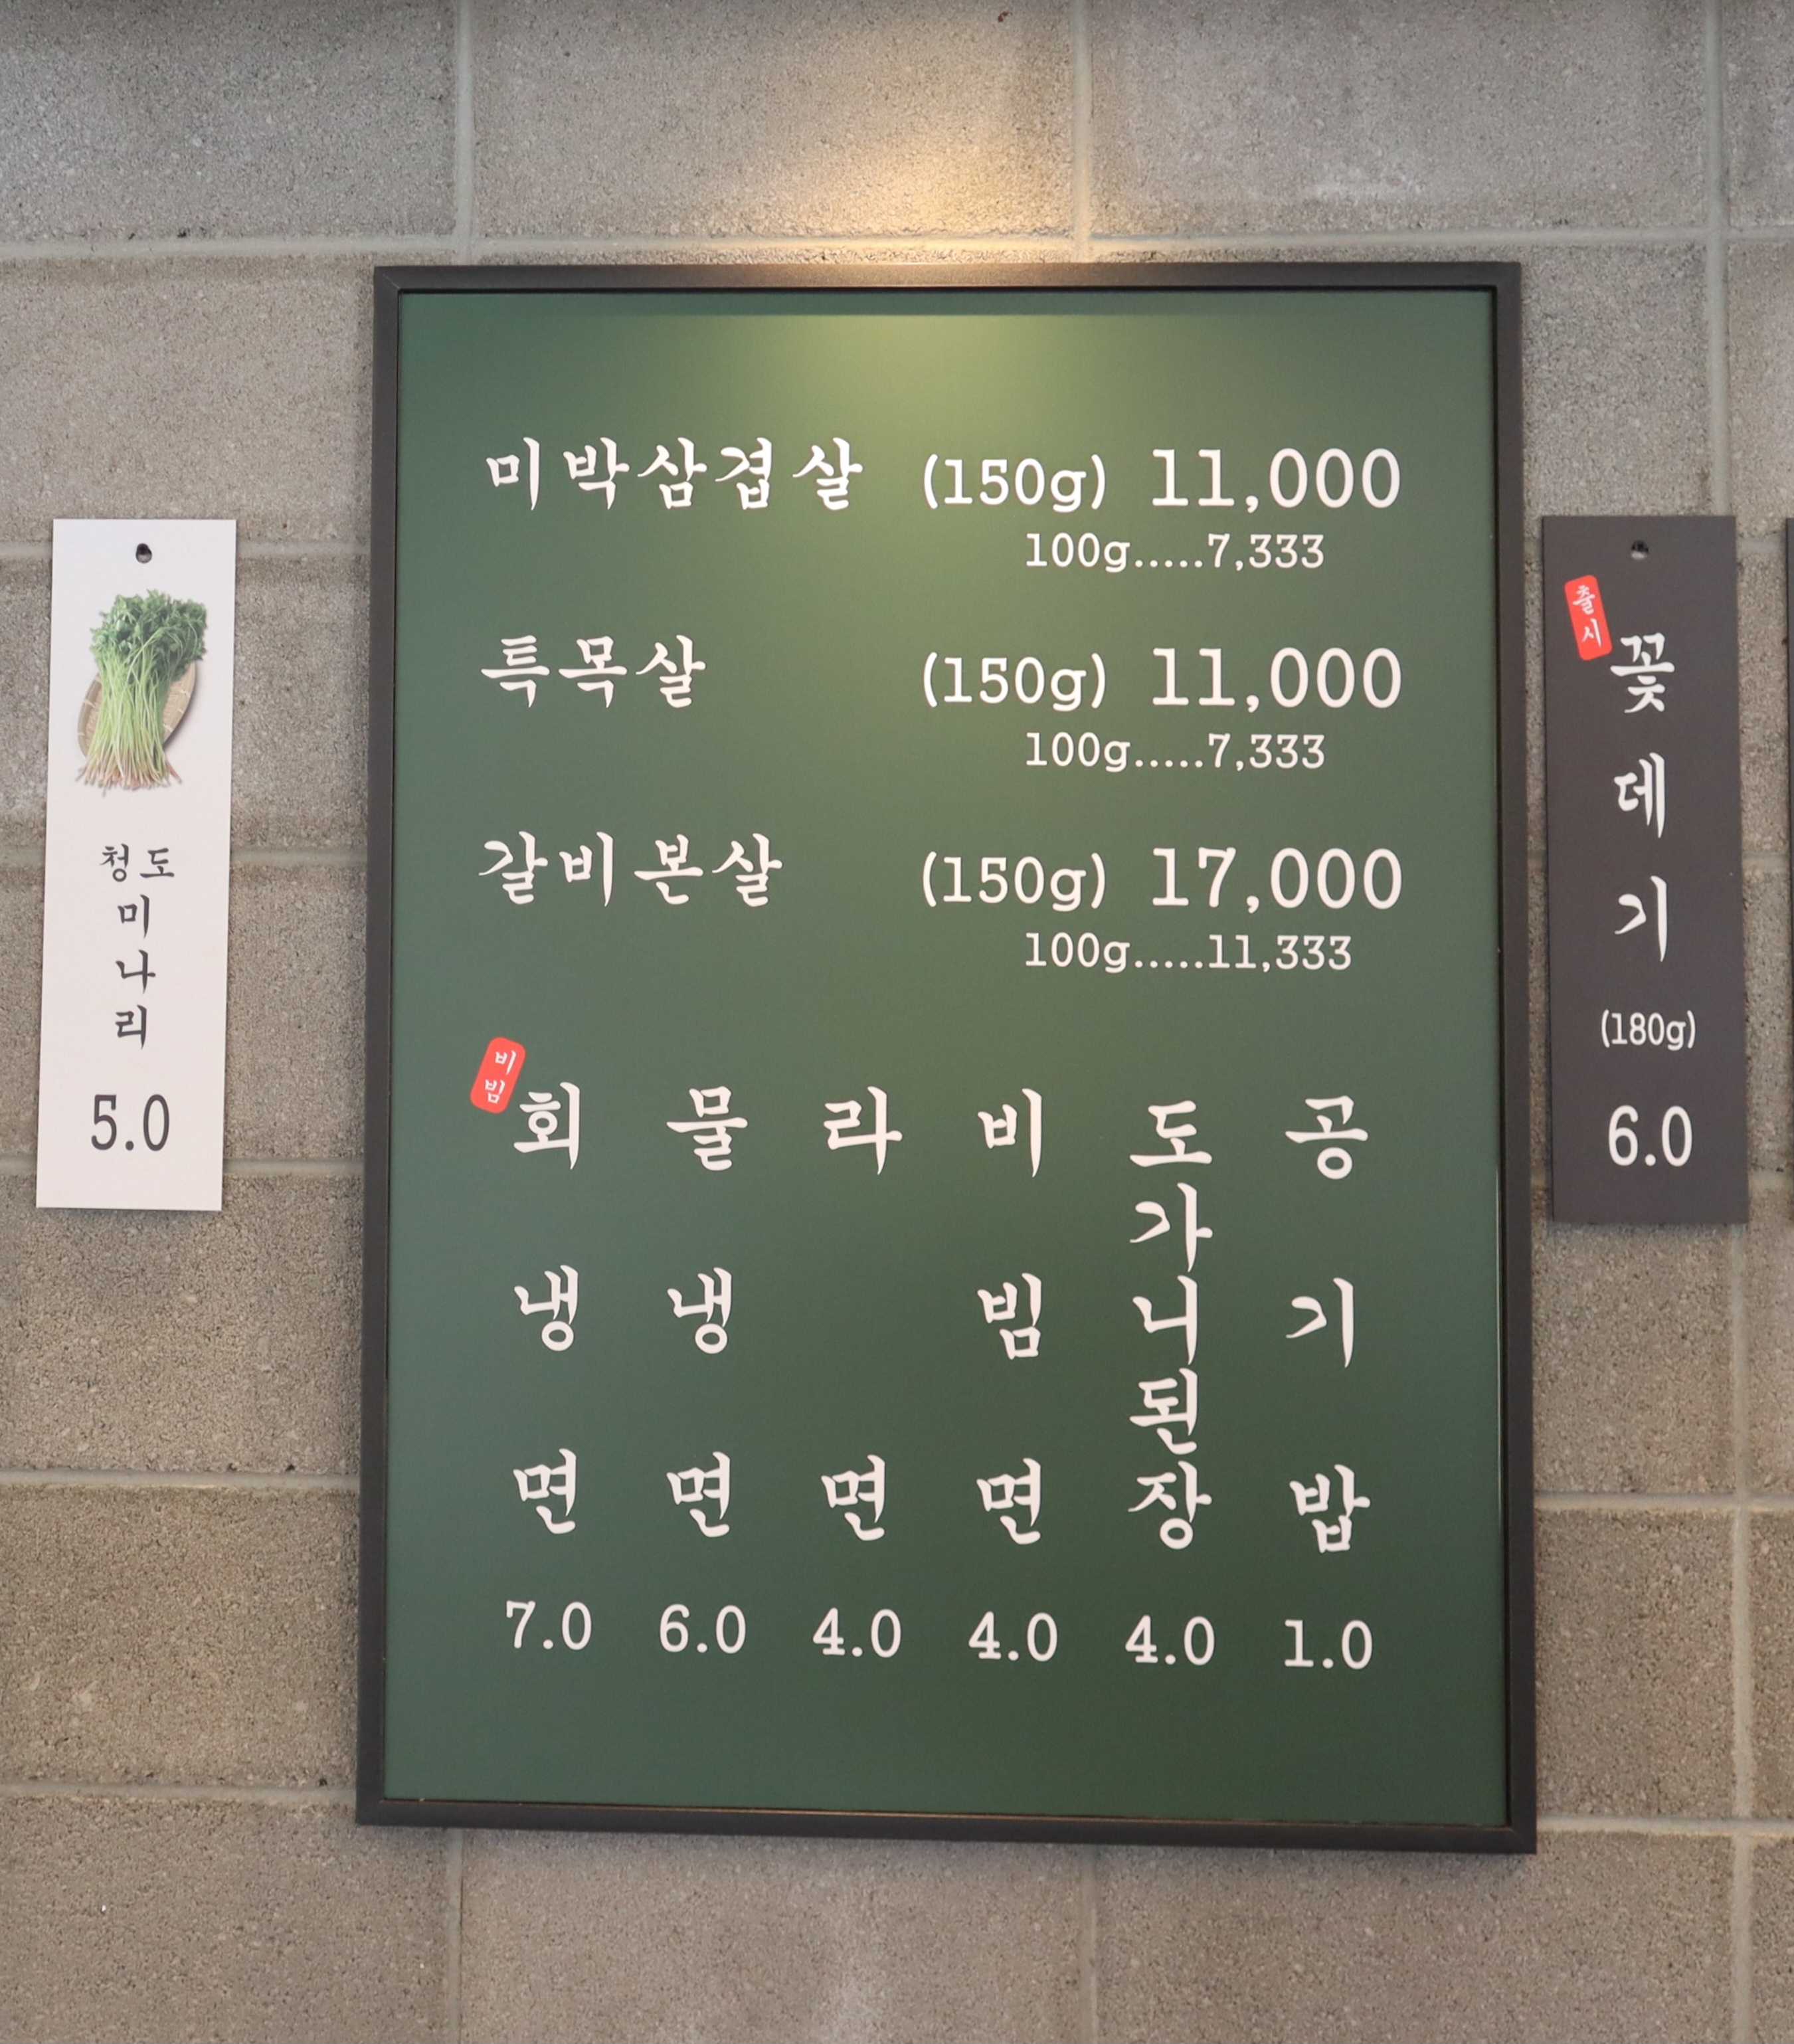 청도
미나리
5.0
미박삼겹살 (150g) 11,000
100g.....7,333
특목살 (150g) 11,000
100g.....7,333
갈비본살 (150g) 17,000
100g.....11,333
비빔
회냉면
7.0
물냉면
6.0
라면
4.0
비빔면
4.0
도가니된장
4.0
공기밥
1.0
출시
꽃데기
(180g)
6.0